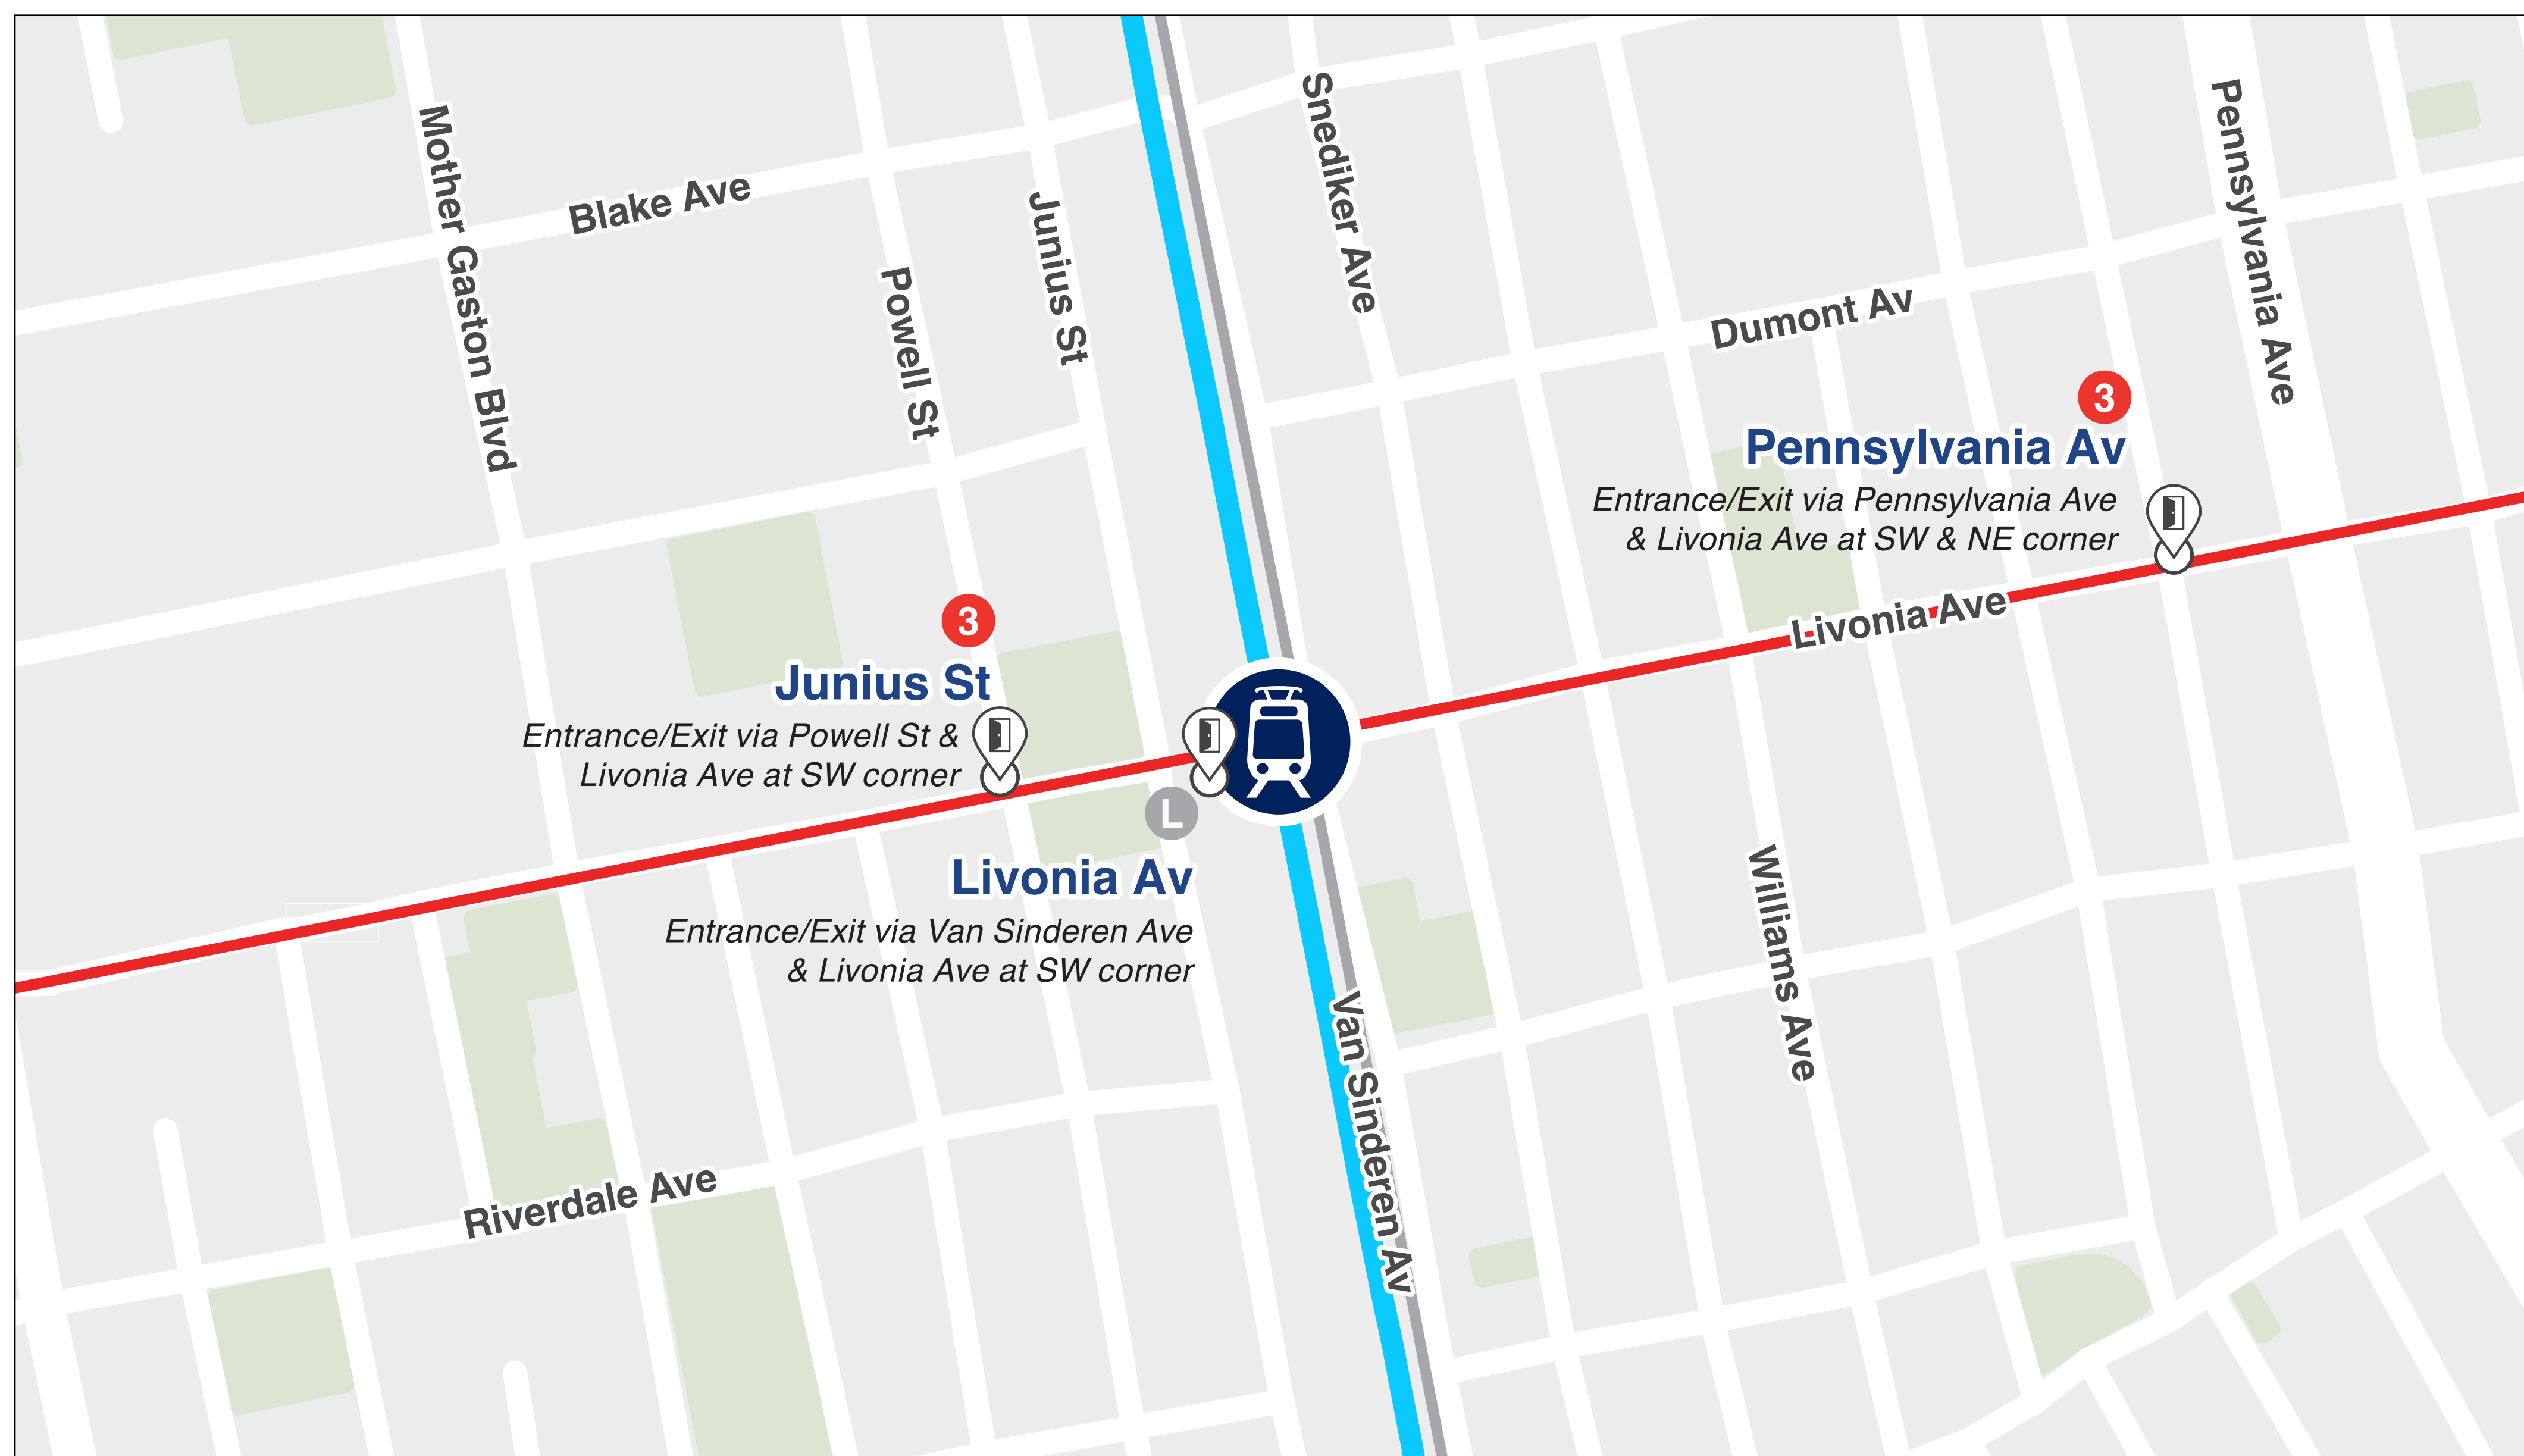 Mother Gaston Blvd
Blake Ave
Powell St
Junius St
Snediker Ave
Dumont Av
Pennsylvania Ave
3
Pennsylvania Av
Entrance/Exit via Pennsylvania Ave
& Livonia Ave at SW & NE corner
Livonia Ave
3
Junius St
Entrance/Exit via Powell St &
Livonia Ave at SW corner
L
Livonia Av
Entrance/Exit via Van Sinderen Ave
& Livonia Ave at SW corner
Williams Ave
Van Sinderen Av
Riverdale Ave